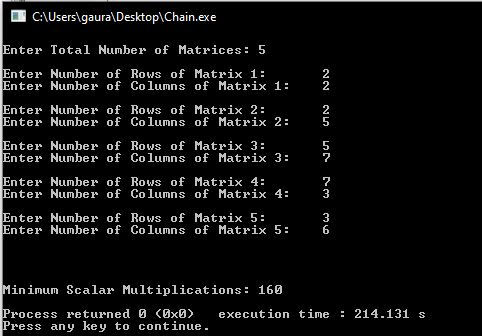 C:\Users\gaura\Desktop\Chain.exe
Enter Total Number of Matrices: 5
Enter Number of Rows of Matrix 1: 2
Enter Number of Columns of Matrix 1: 2
Enter Number of Rows of Matrix 2: 2
Enter Number of Columns of Matrix 2: 5
Enter Number of Rows of Matrix 3: 5
Enter Number of Columns of Matrix 3: 7
Enter Number of Rows of Matrix 4: 7
Enter Number of Columns of Matrix 4: 3
Enter Number of Rows of Matrix 5: 3
Enter Number of Columns of Matrix 5: 6
Minimum Scalar Multiplications: 160
Process returned 0 (0x0) execution time : 214.131 s
Press any key to continue.